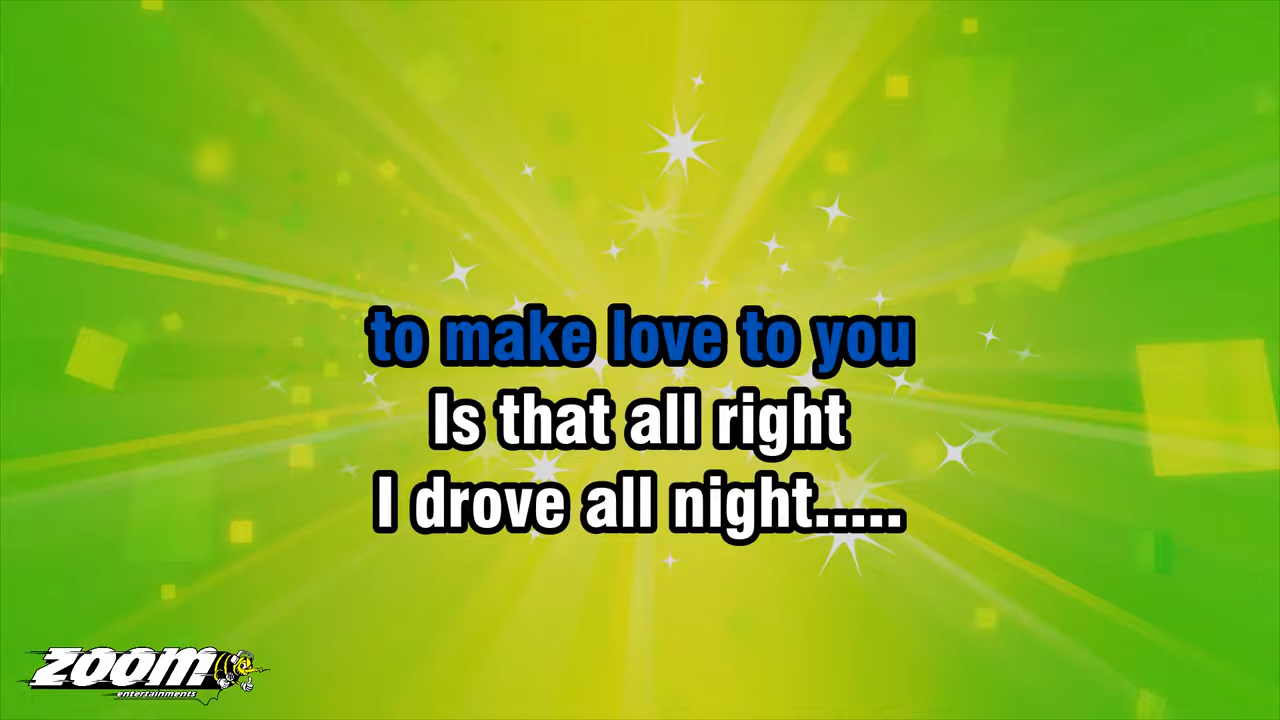 to make love to you
Is that all right
I drove all night.....
zoom
entertainments